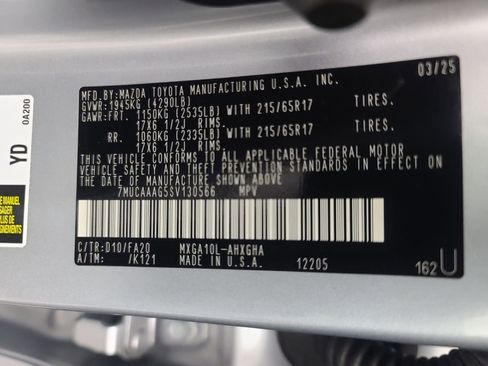 MFD.BY:MAZDA TOYOTA MANUFACTURING U.S.A. INC. 03/25
GVWR:1945KG (4290LB)
GAWR:FRT. 1150KG (2535LB) WITH 215/65R17 TIRES.
17X6 1/2J RIMS.
RR. 1060KG (2335LB) WITH 215/65R17 TIRES.
17X6 1/2J RIMS.
THIS VEHICLE CONFORMS TO ALL APPLICABLE FEDERAL MOTOR
VEHICLE SAFETY AND THEFT PREVENTION STANDARDS IN EFFECT
ON THE DATE OF MANUFACTURE SHOWN ABOVE.
7MUCAAAG5SV130566 MPV
C/TR:D10/FA20 MXGA10L-AHXGHA
A/TM: /K121 MADE IN U.S.A. 12205
162U
0A200
YD